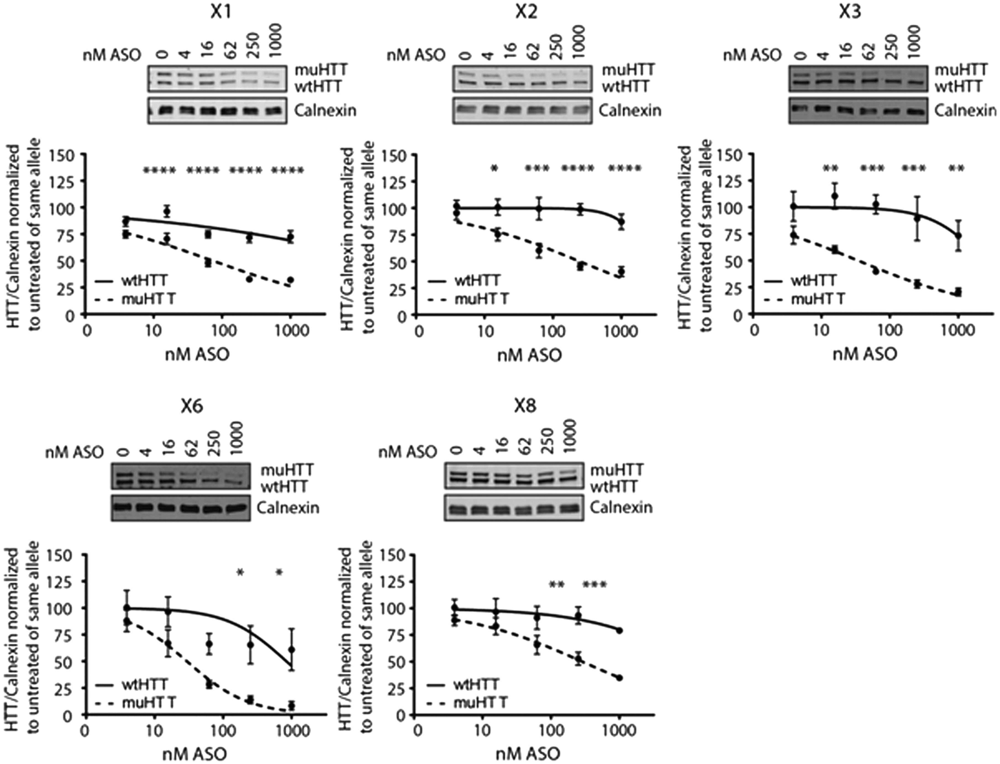 X1
nM ASO 0 4 16 62 250 1000
muHTT
wtHTT
Calnexin
HTT/Calnexin normalized
to untreated of same allele
150
125
100
75
50
25
0
**** **** **** ****
wtHTT
muHTT
0 10 100 1000
nM ASO
X2
nM ASO 0 4 16 62 250 1000
muHTT
wtHTT
Calnexin
HTT/Calnexin normalized
to untreated of same allele
150
125
100
75
50
25
0
* *** **** ****
wtHTT
muHTT
0 10 100 1000
nM ASO
X3
nM ASO 0 4 16 62 250 1000
muHTT
wtHTT
Calnexin
HTT/Calnexin normalized
to untreated of same allele
150
125
100
75
50
25
0
** *** *** **
wtHTT
muHTT
0 10 100 1000
nM ASO
X6
nM ASO 0 4 16 62 250 1000
muHTT
wtHTT
Calnexin
HTT/Calnexin normalized
to untreated of same allele
150
125
100
75
50
25
0
* *
wtHTT
muHTT
0 10 100 1000
nM ASO
X8
nM ASO 0 4 16 62 250 1000
muHTT
wtHTT
Calnexin
HTT/Calnexin normalized
to untreated of same allele
150
125
100
75
50
25
0
** ***
wtHTT
muHTT
0 10 100 1000
nM ASO